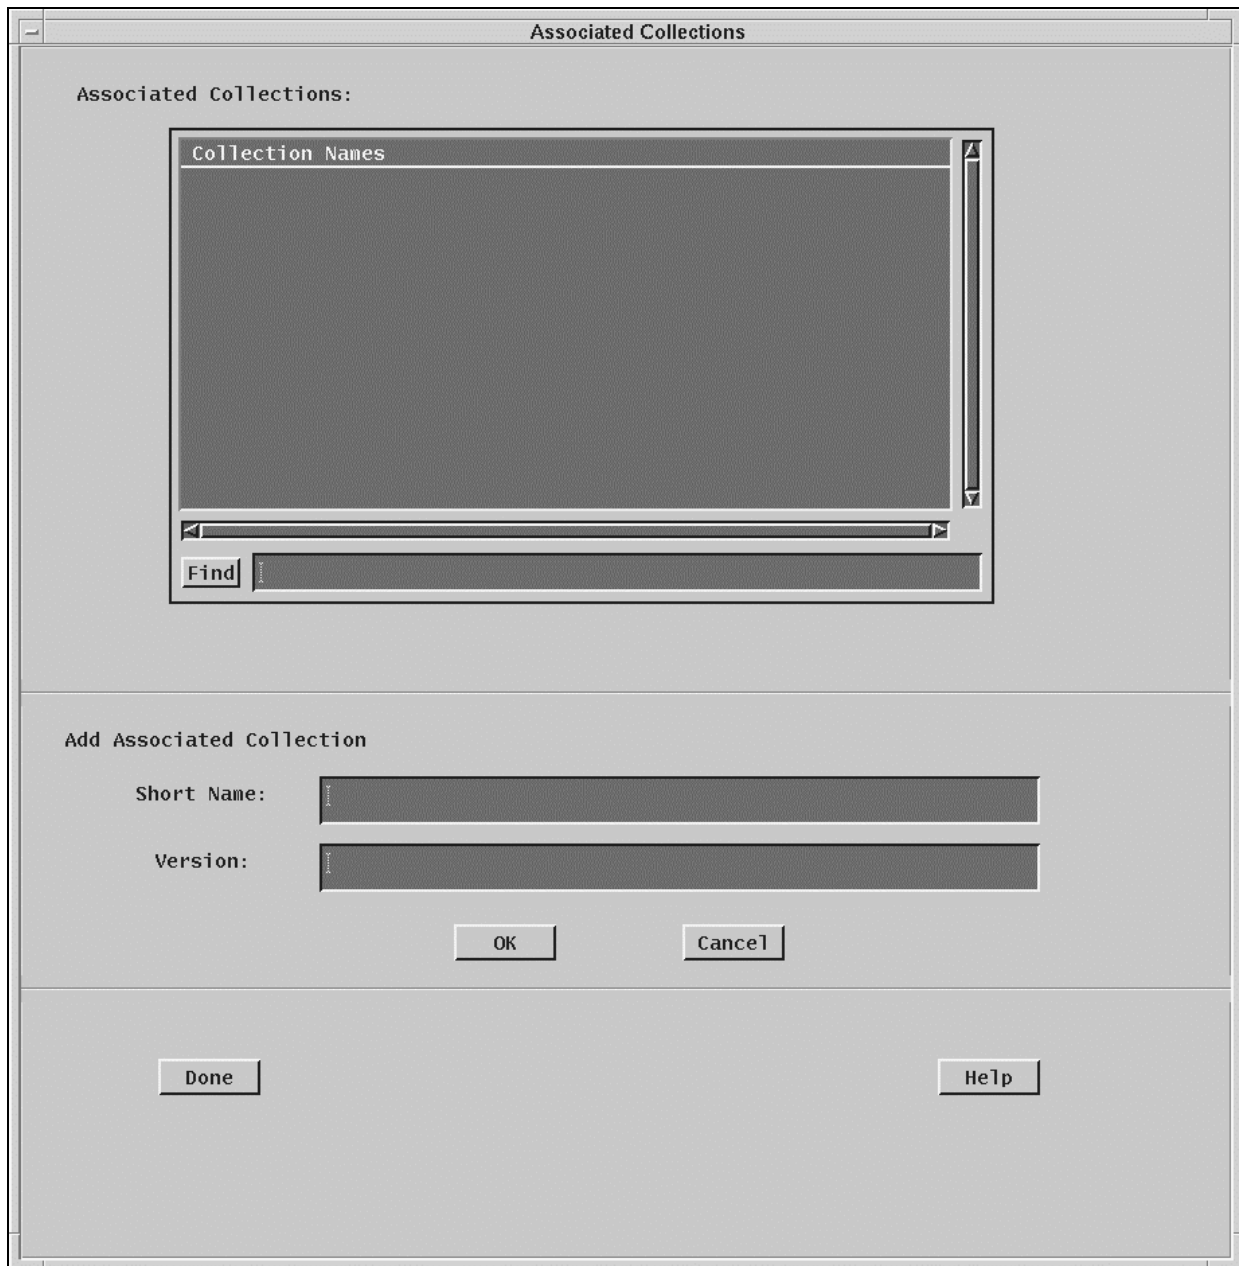 Associated Collections
Associated Collections:
Collection Names
Find
Add Associated Collection
Short Name:
Version:
OK Cancel
Done Help